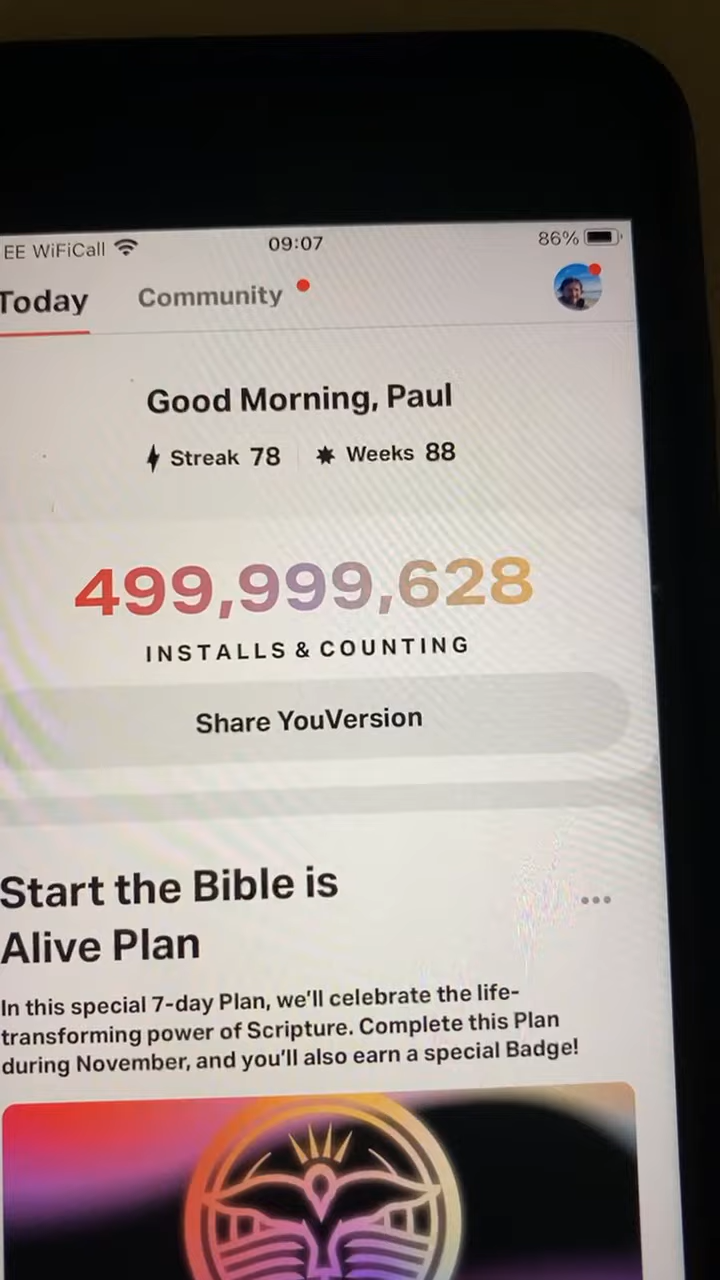 EE WiFiCall 09:07 86%
Today Community
Good Morning, Paul
Streak 78 Weeks 88
499,999,628
INSTALLS & COUNTING
Share YouVersion
Start the Bible is
Alive Plan
In this special 7-day Plan, we'll celebrate the life-
transforming power of Scripture. Complete this Plan
during November, and you'll also earn a special Badge!